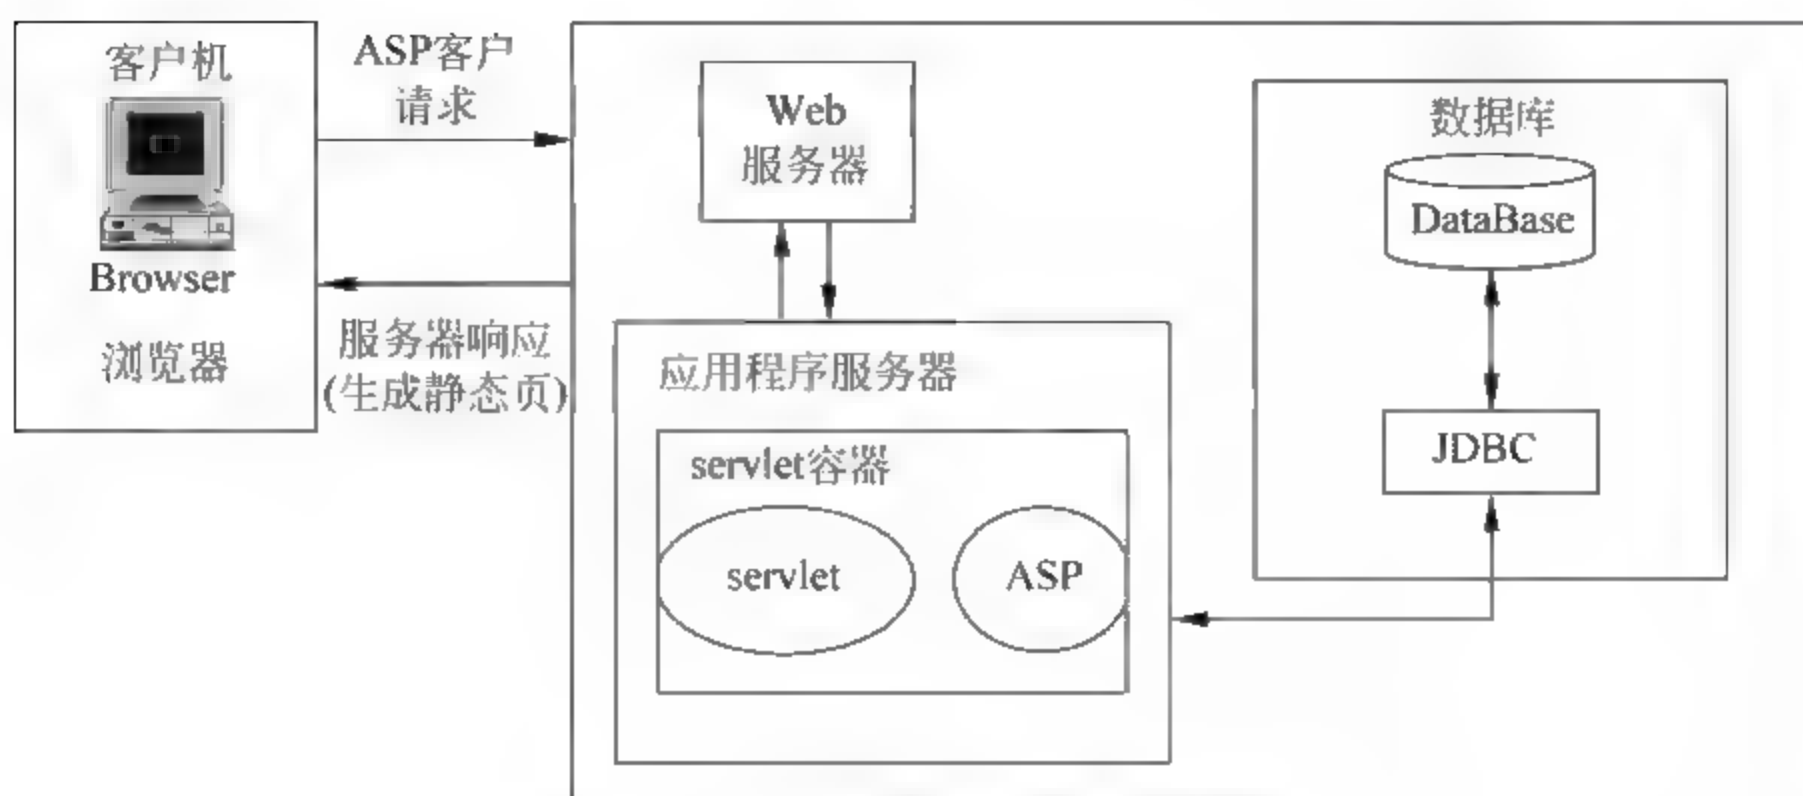 客户机
Browser
浏览器
ASP客户
请求
服务器响应
(生成静态页)
Web
服务器
应用程序服务器
servlet容器
servlet
ASP
数据库
DataBase
JDBC